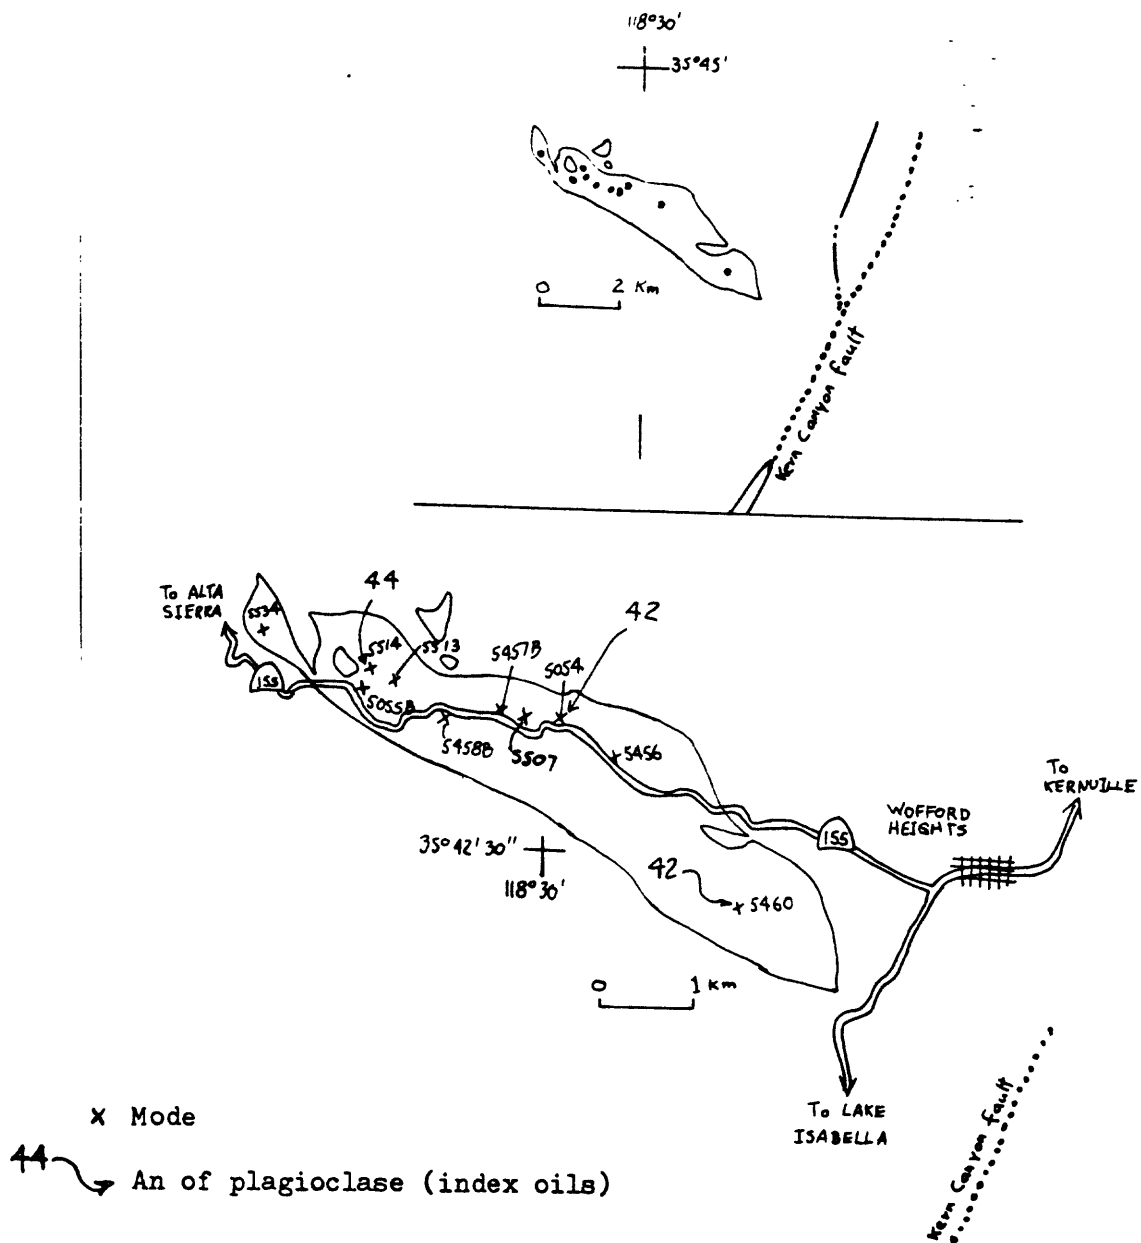 118°30'
35°45'
0 2 Km
Kern Canyon Fault
To ALTA
SIERRA
44
42
5534
5514
5513
5457B
5054
155
5055B
5458B
5507
5456
To
KERNVILLE
WOFFORD
HEIGHTS
155
35°42'30"
118°30'
42
5460
0 1 Km
To LAKE
ISABELLA
Kern Canyon Fault
x Mode
44
An of plagioclase (index oils)